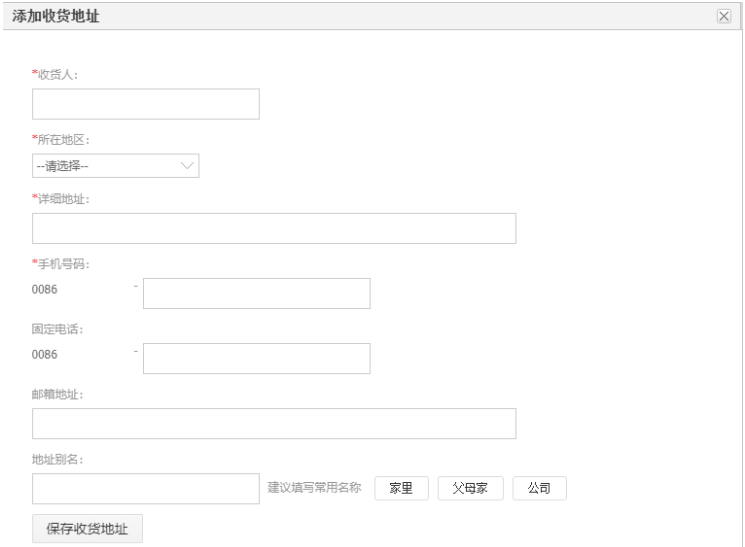 添加收货地址
*收货人：
*所在地区：
--请选择--
*详细地址：
*手机号码：
0086 -
固定电话：
0086 -
邮箱地址：
地址别名：
建议填写常用名称 家里 父母家 公司
保存收货地址